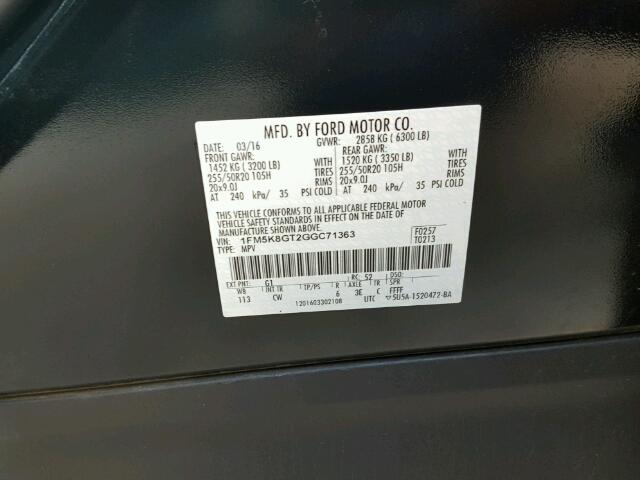 MFD. BY FORD MOTOR CO.
DATE: 03/16 GVWR: 2858 KG ( 6300 LB)
FRONT GAWR: REAR GAWR:
1452 KG ( 3200 LB) WITH 1520 KG ( 3350 LB) WITH
255/50R20 105H TIRES 255/50R20 105H TIRES
20x9.0J RIMS 20x9.0J RIMS
AT 240 kPa/ 35 PSI COLD AT 240 kPa/ 35 PSI COLD
THIS VEHICLE CONFORMS TO ALL APPLICABLE FEDERAL MOTOR
VEHICLE SAFETY STANDARDS IN EFFECT ON THE DATE OF
MANUFACTURE SHOWN ABOVE.
VIN: 1FM5K8GT2GGC71363 F0257
TYPE: MPV T0213
EXT PNT: G1 RC: 52 DSO:
WB INT TR TP/PS R AXLE TR SPR
113 CW 6 3E C FFFF
1201603302108 UTC ▽5U5A-1520472-BA